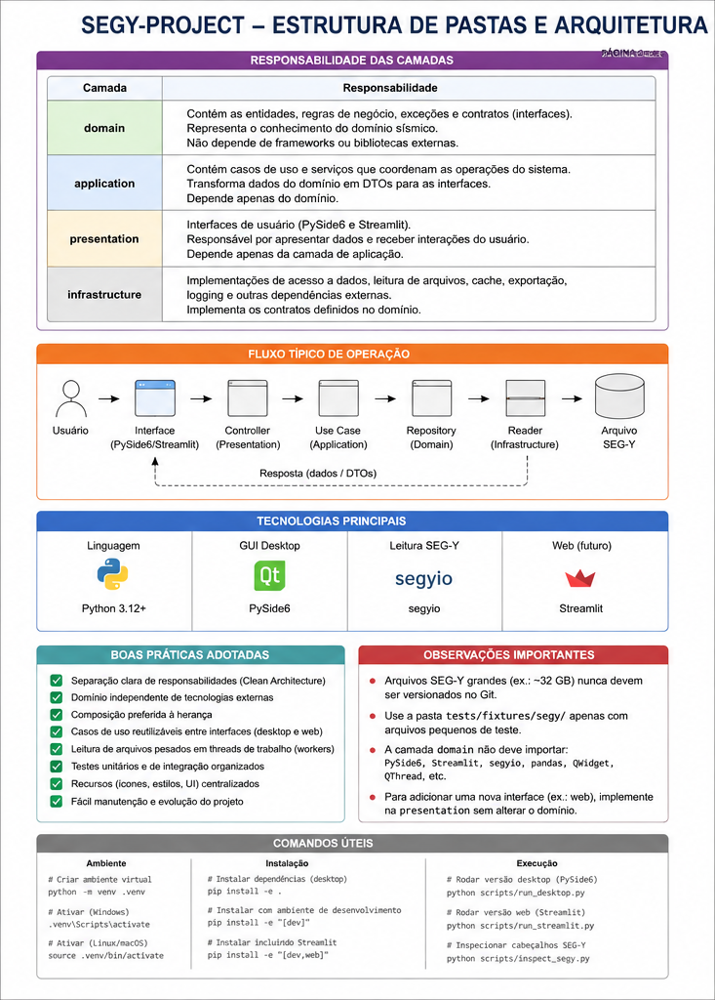 SEGY-PROJECT – ESTRUTURA DE PASTAS E ARQUITETURA
PÁGINA
RESPONSABILIDADE DAS CAMADAS
Camada
Responsabilidade
domain
Contém as entidades, regras de negócio, exceções e contratos (interfaces).
Representa o conhecimento do domínio sísmico.
Não depende de frameworks ou bibliotecas externas.
application
Contém casos de uso e serviços que coordenam as operações do sistema.
Transforma dados do domínio em DTOs para as interfaces.
Depende apenas do domínio.
presentation
Interfaces de usuário (PySide6 e Streamlit).
Responsável por apresentar dados e receber interações do usuário.
Depende apenas da camada de aplicação.
infrastructure
Implementações de acesso a dados, leitura de arquivos, cache, exportação,
logging e outras dependências externas.
Implementa os contratos definidos no domínio.
FLUXO TÍPICO DE OPERAÇÃO
Usuário
Interface
(PySide6/Streamlit)
Controller
(Presentation)
Use Case
(Application)
Repository
(Domain)
Reader
(Infrastructure)
Arquivo
SEG-Y
Resposta (dados / DTOs)
TECNOLOGIAS PRINCIPAIS
Linguagem
Python 3.12+
GUI Desktop
Qt
PySide6
Leitura SEG-Y
segyio
segyio
Web (futuro)
Streamlit
BOAS PRÁTICAS ADOTADAS
Separação clara de responsabilidades (Clean Architecture)
Domínio independente de tecnologias externas
Composição preferida à herança
Casos de uso reutilizáveis entre interfaces (desktop e web)
Leitura de arquivos pesados em threads de trabalho (workers)
Testes unitários e de integração organizados
Recursos (ícones, estilos, UI) centralizados
Fácil manutenção e evolução do projeto
OBSERVAÇÕES IMPORTANTES
Arquivos SEG-Y grandes (ex.: ~32 GB) nunca devem
ser versionados no Git.
Use a pasta tests/fixtures/segy/ apenas com
arquivos pequenos de teste.
A camada domain não deve importar:
PySide6, Streamlit, segyio, pandas, QWidget,
QThread, etc.
Para adicionar uma nova interface (ex.: web), implemente
na presentation sem alterar o domínio.
COMANDOS ÚTEIS
Ambiente
# Criar ambiente virtual
python -m venv .venv
# Ativar (Windows)
.venv\Scripts\activate
# Ativar (Linux/macOS)
source .venv/bin/activate
Instalação
# Instalar dependências (desktop)
pip install -e .
# Instalar com ambiente de desenvolvimento
pip install -e "[dev]"
# Instalar incluindo Streamlit
pip install -e "[dev,web]"
Execução
# Rodar versão desktop (PySide6)
python scripts/run_desktop.py
# Rodar versão web (Streamlit)
python scripts/run_streamlit.py
# Inspecionar cabeçalhos SEG-Y
python scripts/inspect_segy.py